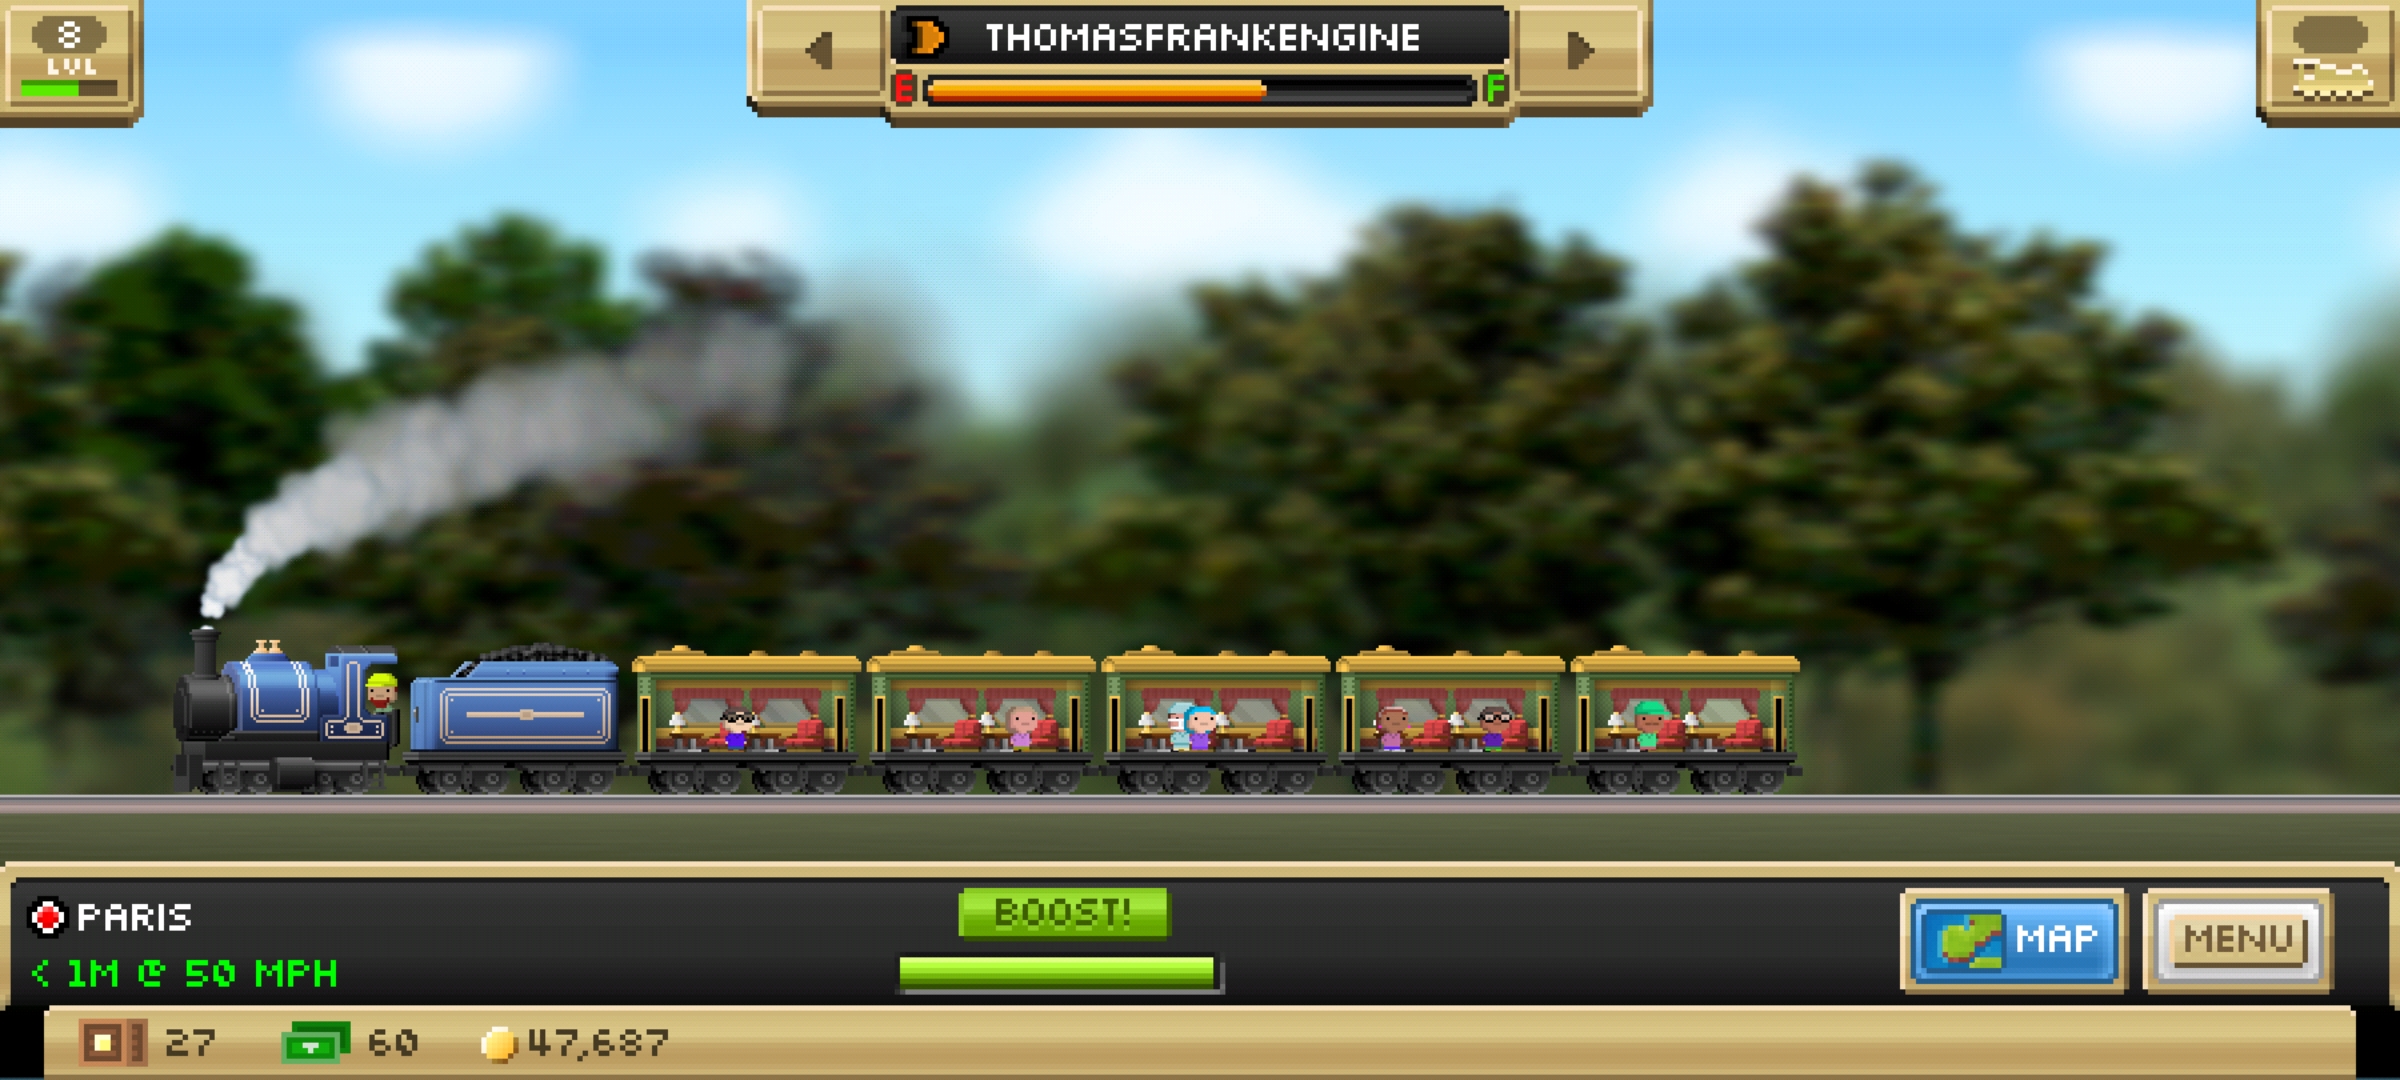 8
LVL
THOMASFRANKENGINE
E F
PARIS
< 1M @ 50 MPH
BOOST!
MAP
MENU
27 60 47,687